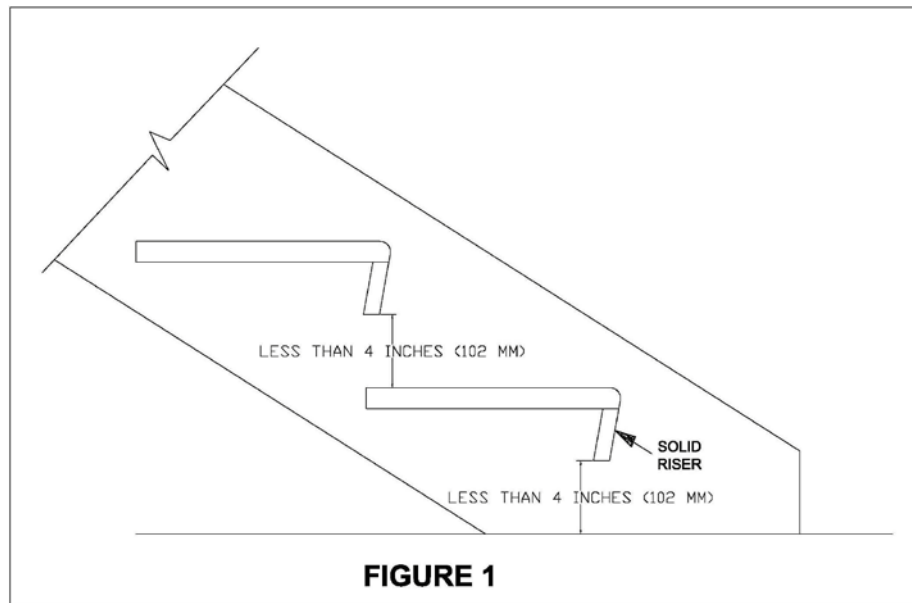 LESS THAN 4 INCHES (102 MM)
SOLID
RISER
LESS THAN 4 INCHES (102 MM)
FIGURE 1